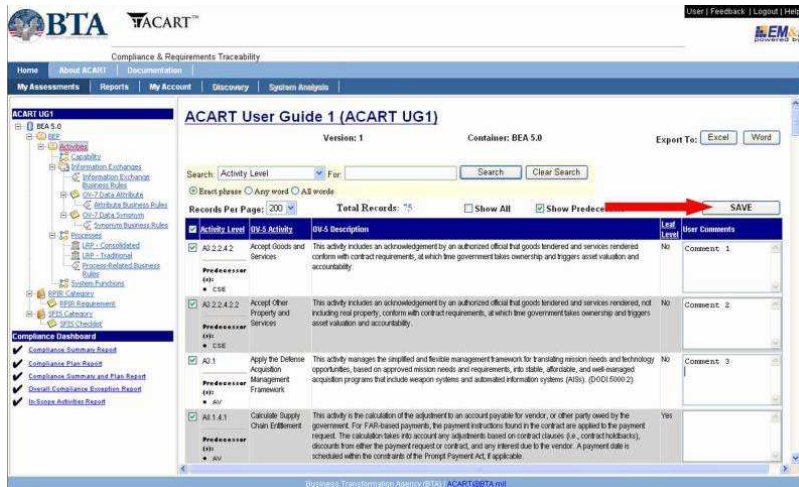 User | Feedback | Logout | Help
BTA
ACART™
EM&
powered by
Compliance & Requirements Traceability
Home About ACART Documentation
My Assessments Reports My Account Discovery System Analysis
ACART UG1
BEA 5.0
BEP
Activities
Capability
Information Exchanges
Information Exchange
Business Rules
OV-7 Data Attribute
Attribute Business Rules
OV-7 Data Synonym
Synonym Business Rules
Processes
LRP - Consolidated
LRP - Traditional
Process-Related Business
Rules
System Functions
RPIR Category
RPIR Requirement
SFIS Category
SFIS Checklist
Compliance Dashboard
Compliance Summary Report
Compliance Plan Report
Compliance Summary and Plan Report
Overall Compliance Exception Report
In-Scope Activities Report
ACART User Guide 1 (ACART UG1)
Version: 1 Container: BEA 5.0 Export To: Excel Word
Search: Activity Level For: Search Clear Search
Exact phrase Any word All words
Records Per Page: 200 Total Records: 75 Show All Show Predece SAVE
Activity Level OV-5 Activity OV-5 Description Leaf Level User Comments
A3.2.2.4.2
Predecessor
(s):
CSE
Accept Goods and
Services
This activity includes an acknowledgement by an authorized official that goods tendered and services rendered
conform with contract requirements, at which time government takes ownership and triggers asset valuation and
accountability.
No
Comment 1
A3.2.2.4.2.2
Predecessor
(s):
CSE
Accept Other
Property and
Services
This activity includes an acknowledgement by an authorized official that goods tendered and services rendered, not
including real property, conform with contract requirements, at which time government takes ownership and triggers
asset valuation and accountability.
No
Comment 2
A3.1
Predecessor
(s):
AV
Apply the Defense
Acquisition
Management
Framework
This activity manages the simplified and flexible management framework for translating mission needs and technology
opportunities, based on approved mission needs and requirements, into stable, affordable, and well-managed
acquisition programs that include weapon systems and automated information systems (AISs). (DODI 5000.2)
No
Comment 3
A8.1.4.1
Predecessor
(s):
AV
Calculate Supply
Chain Entitlement
This activity is the calculation of the adjustment to an account payable for vendor, or other party owed by the
government. For FAR-based payments, the payment instructions found in the contract are applied to the payment
request. The calculation takes into account any adjustments based on contract clauses (i.e., contract holdbacks),
discounts from either the payment request or contract, and any interest due to the vendor. A payment date is
scheduled within the constraints of the Prompt Payment Act, if applicable.
Yes
Business Transformation Agency (BTA) | ACART@BTA.mil